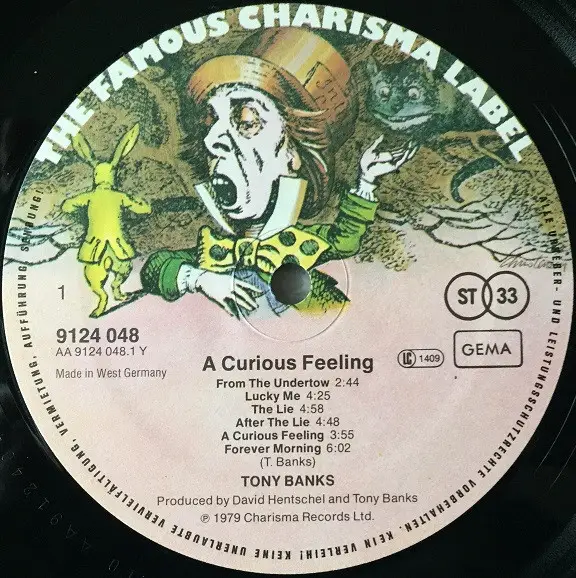 THE FAMOUS CHARISMA LABEL
1
ST 33
9124 048
AA 9124 048.1 Y
Made in West Germany
LC 1409
GEMA
A Curious Feeling
From The Undertow 2:44
Lucky Me 4:25
The Lie 4:58
After The Lie 4:48
A Curious Feeling 3:55
Forever Morning 6:02
(T. Banks)
TONY BANKS
Produced by David Hentschel and Tony Banks
℗ 1979 Charisma Records Ltd.
ALLE URHEBER- UND LEISTUNGSSCHUTZRECHTE VORBEHALTEN. KEIN VERLEIH! KEINE UNERLAUBTE VERVIELFÄLTIGUNG, VERMIETUNG, AUFFÜHRUNG, SENDUNG!